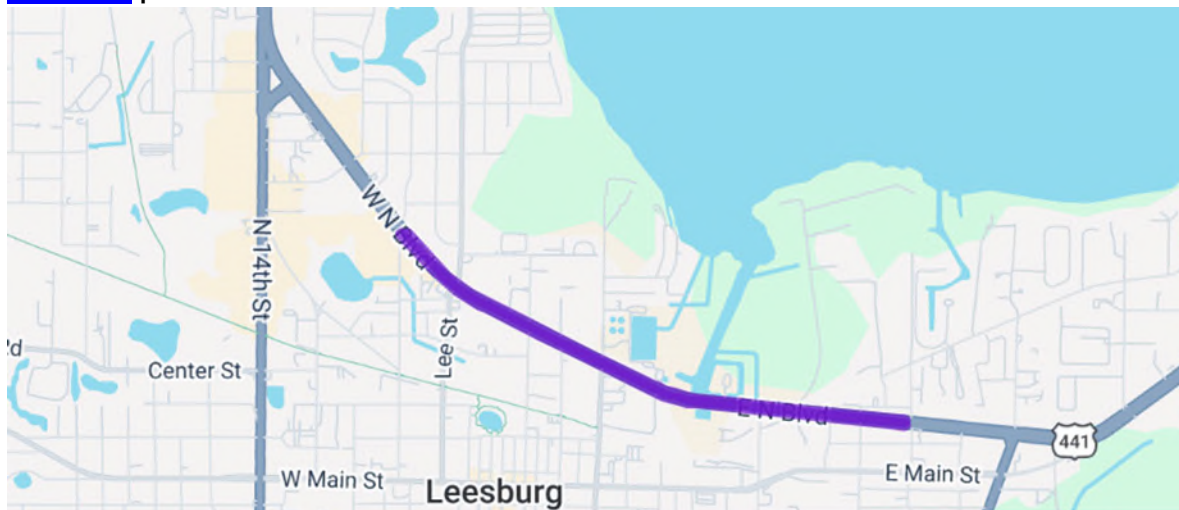 W N Blvd
N 14th St
Lee St
Center St
E N Blvd
441
W Main St
E Main St
Leesburg